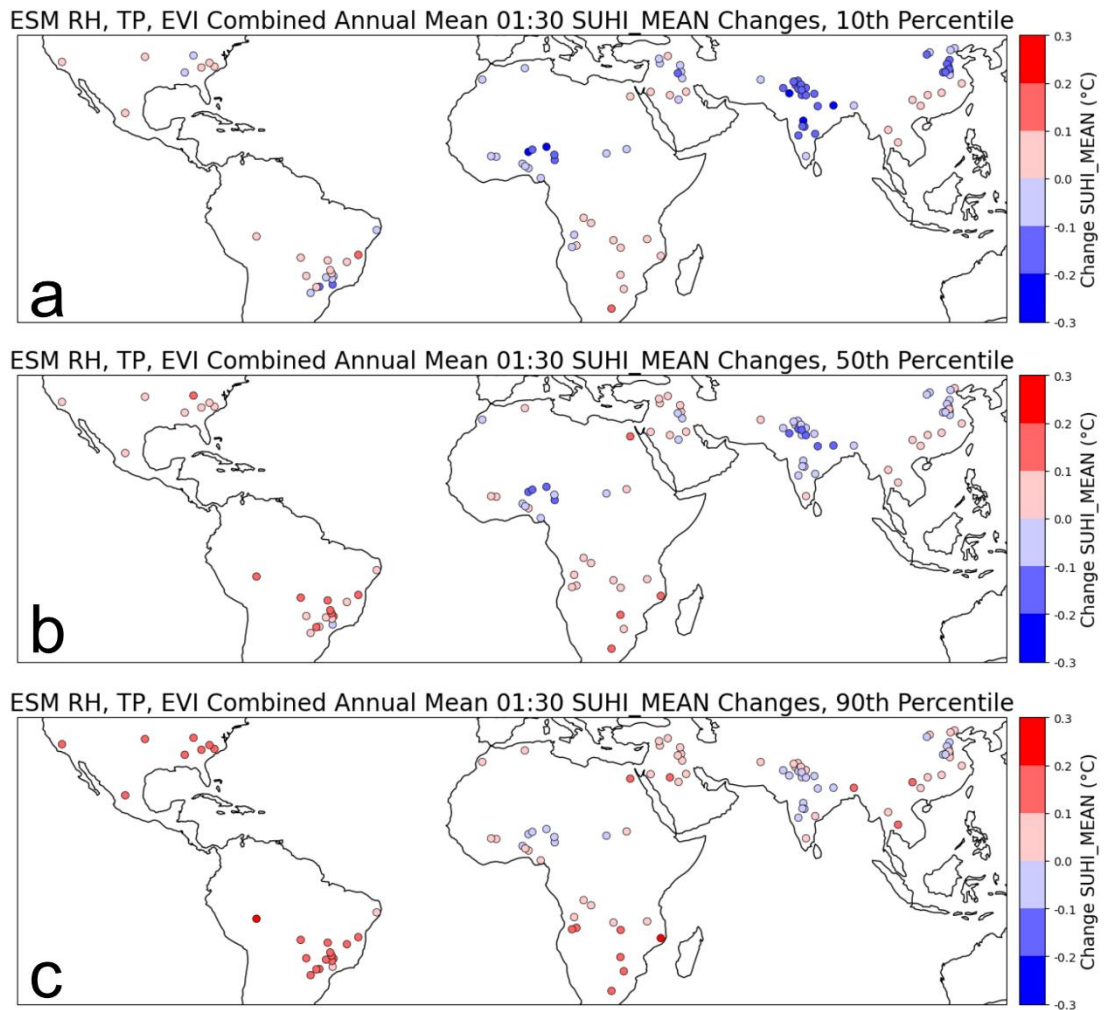 ESM RH, TP, EVI Combined Annual Mean 01:30 SUHI_MEAN Changes, 10th Percentile
0.3
0.2
0.1
0.0
-0.1
-0.2
-0.3
Change SUHI_MEAN (°C)
a
ESM RH, TP, EVI Combined Annual Mean 01:30 SUHI_MEAN Changes, 50th Percentile
0.3
0.2
0.1
0.0
-0.1
-0.2
-0.3
Change SUHI_MEAN (°C)
b
ESM RH, TP, EVI Combined Annual Mean 01:30 SUHI_MEAN Changes, 90th Percentile
0.3
0.2
0.1
0.0
-0.1
-0.2
-0.3
Change SUHI_MEAN (°C)
c